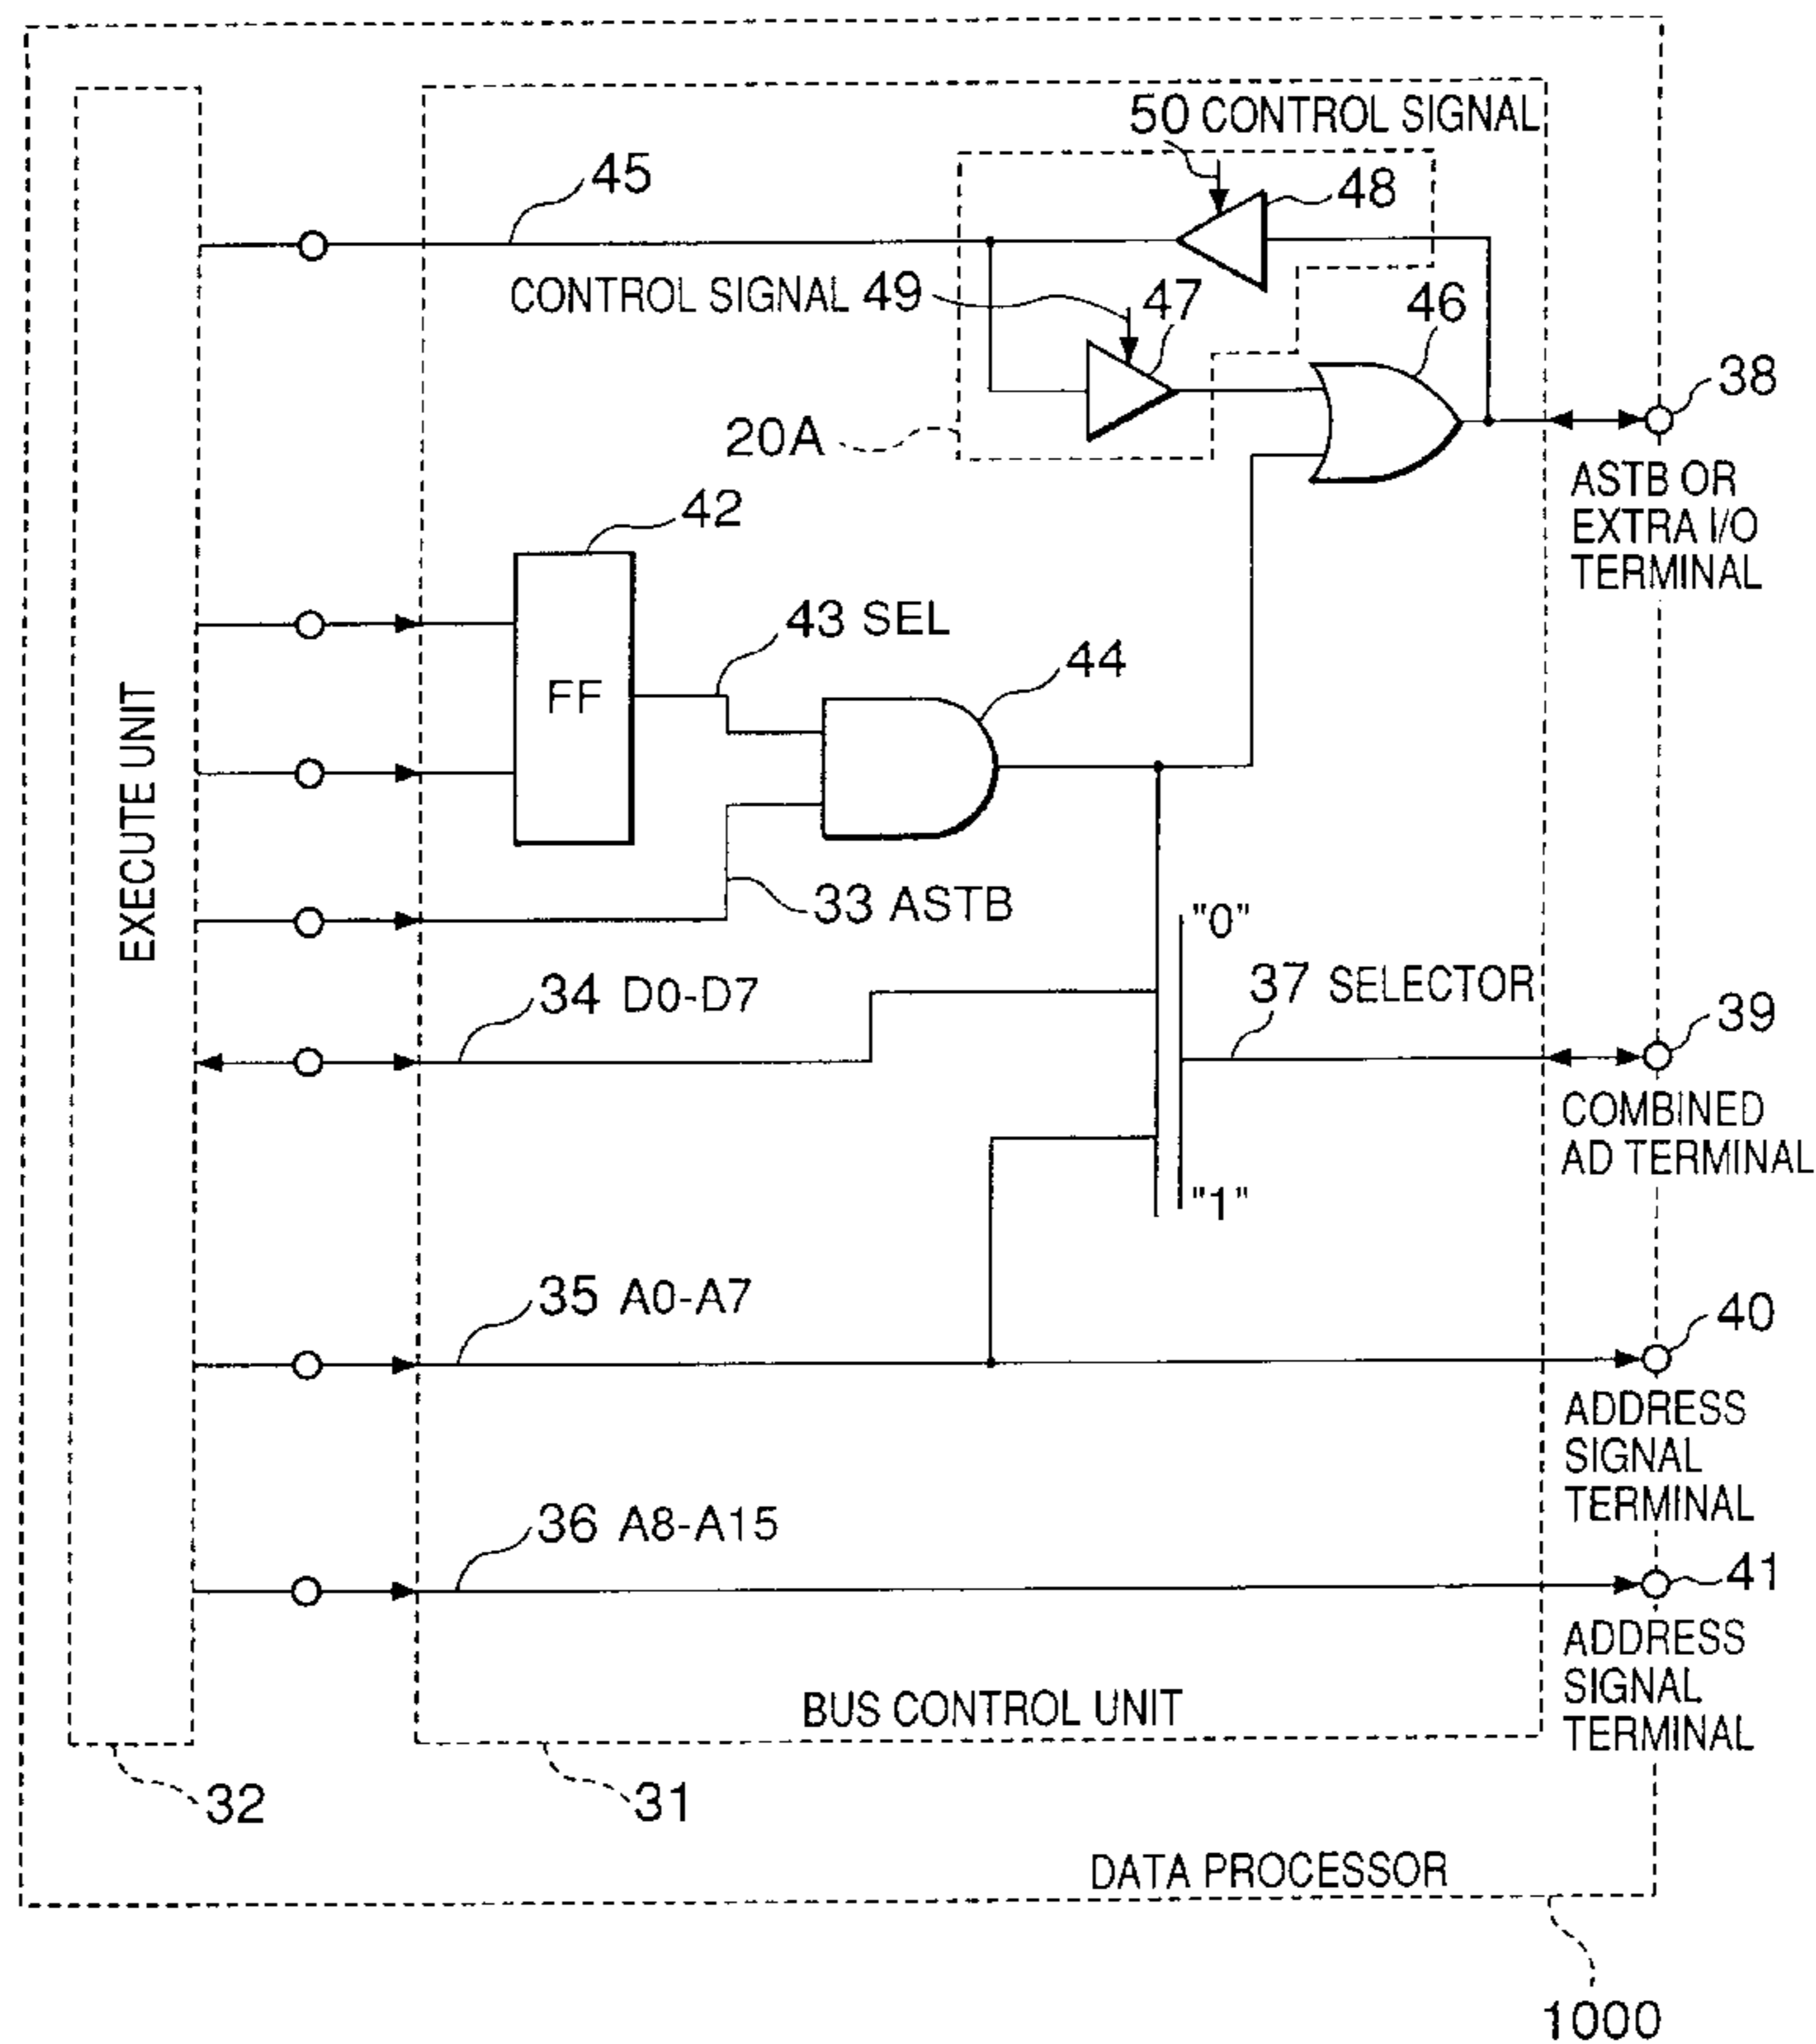 50 CONTROL SIGNAL
45
48
CONTROL SIGNAL 49
47
46
38
20A
ASTB OR
EXTRA I/O
TERMINAL
42
43 SEL
44
FF
EXECUTE UNIT
33 ASTB
"0"
34 D0-D7
37 SELECTOR
39
COMBINED
AD TERMINAL
"1"
35 A0-A7
40
ADDRESS
SIGNAL
TERMINAL
36 A8-A15
41
ADDRESS
SIGNAL
TERMINAL
BUS CONTROL UNIT
32
31
DATA PROCESSOR
1000